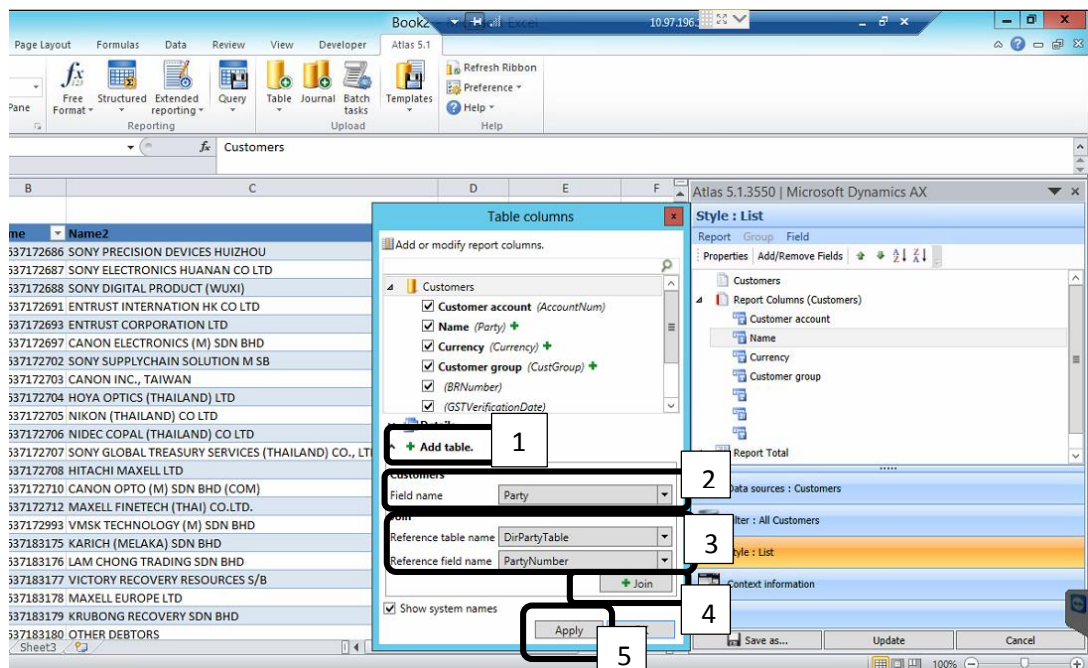 Book2 - Excel
10.97.196.
Page Layout Formulas Data Review View Developer Atlas 5.1
Free Format
Structured
Extended reporting
Query
Table
Journal
Batch tasks
Templates
Refresh Ribbon
Preference
Help
Pane
Reporting
Upload
Help
fx Customers
B C D E F
me Name2
537172686 SONY PRECISION DEVICES HUIZHOU
537172687 SONY ELECTRONICS HUANAN CO LTD
537172688 SONY DIGITAL PRODUCT (WUXI)
537172691 ENTRUST INTERNATION HK CO LTD
537172693 ENTRUST CORPORATION LTD
537172697 CANON ELECTRONICS (M) SDN BHD
537172702 SONY SUPPLYCHAIN SOLUTION M SB
537172703 CANON INC., TAIWAN
537172704 HOYA OPTICS (THAILAND) LTD
537172705 NIKON (THAILAND) CO LTD
537172706 NIDEC COPAL (THAILAND) CO LTD
537172707 SONY GLOBAL TREASURY SERVICES (THAILAND) CO., LT
537172708 HITACHI MAXELL LTD
537172710 CANON OPTO (M) SDN BHD (COM)
537172712 MAXELL FINETECH (THAI) CO.LTD.
537172993 VMSK TECHNOLOGY (M) SDN BHD
537183175 KARICH (MELAKA) SDN BHD
537183176 LAM CHONG TRADING SDN BHD
537183177 VICTORY RECOVERY RESOURCES S/B
537183178 MAXELL EUROPE LTD
537183179 KRUBONG RECOVERY SDN BHD
537183180 OTHER DEBTORS
Sheet3
Table columns
Add or modify report columns.
Customers
Customer account (AccountNum)
Name (Party)
Currency (Currency)
Customer group (CustGroup)
(BRNumber)
(GSTVerificationDate)
Details
Add table.
1
Customers
Field name Party
2
Join
Reference table name DirPartyTable
Reference field name PartyNumber
3
Join
4
Show system names
Apply
5
Atlas 5.1.3550 | Microsoft Dynamics AX
Style : List
Report Group Field
Properties Add/Remove Fields
Customers
Report Columns (Customers)
Customer account
Name
Currency
Customer group
Report Total
Data sources : Customers
Filter : All Customers
Style : List
Context information
Save as... Update Cancel
100%